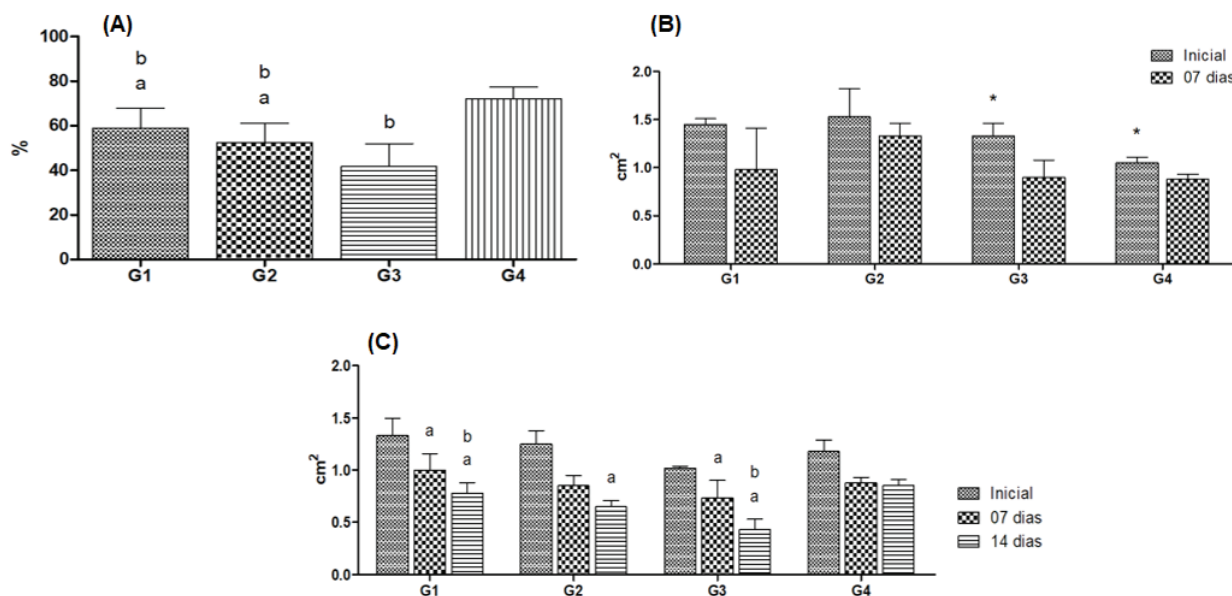 (A)
100
80
60
40
20
0
%
b
a
b
a
b
G1 G2 G3 G4
(B)
Inicial
07 dias
2.0
1.5
1.0
0.5
0.0
cm²
*
*
G1 G2 G3 G4
(C)
2.0
1.5
1.0
0.5
0.0
cm²
a
b
a
a
a
b
a
G1 G2 G3 G4
Inicial
07 dias
14 dias